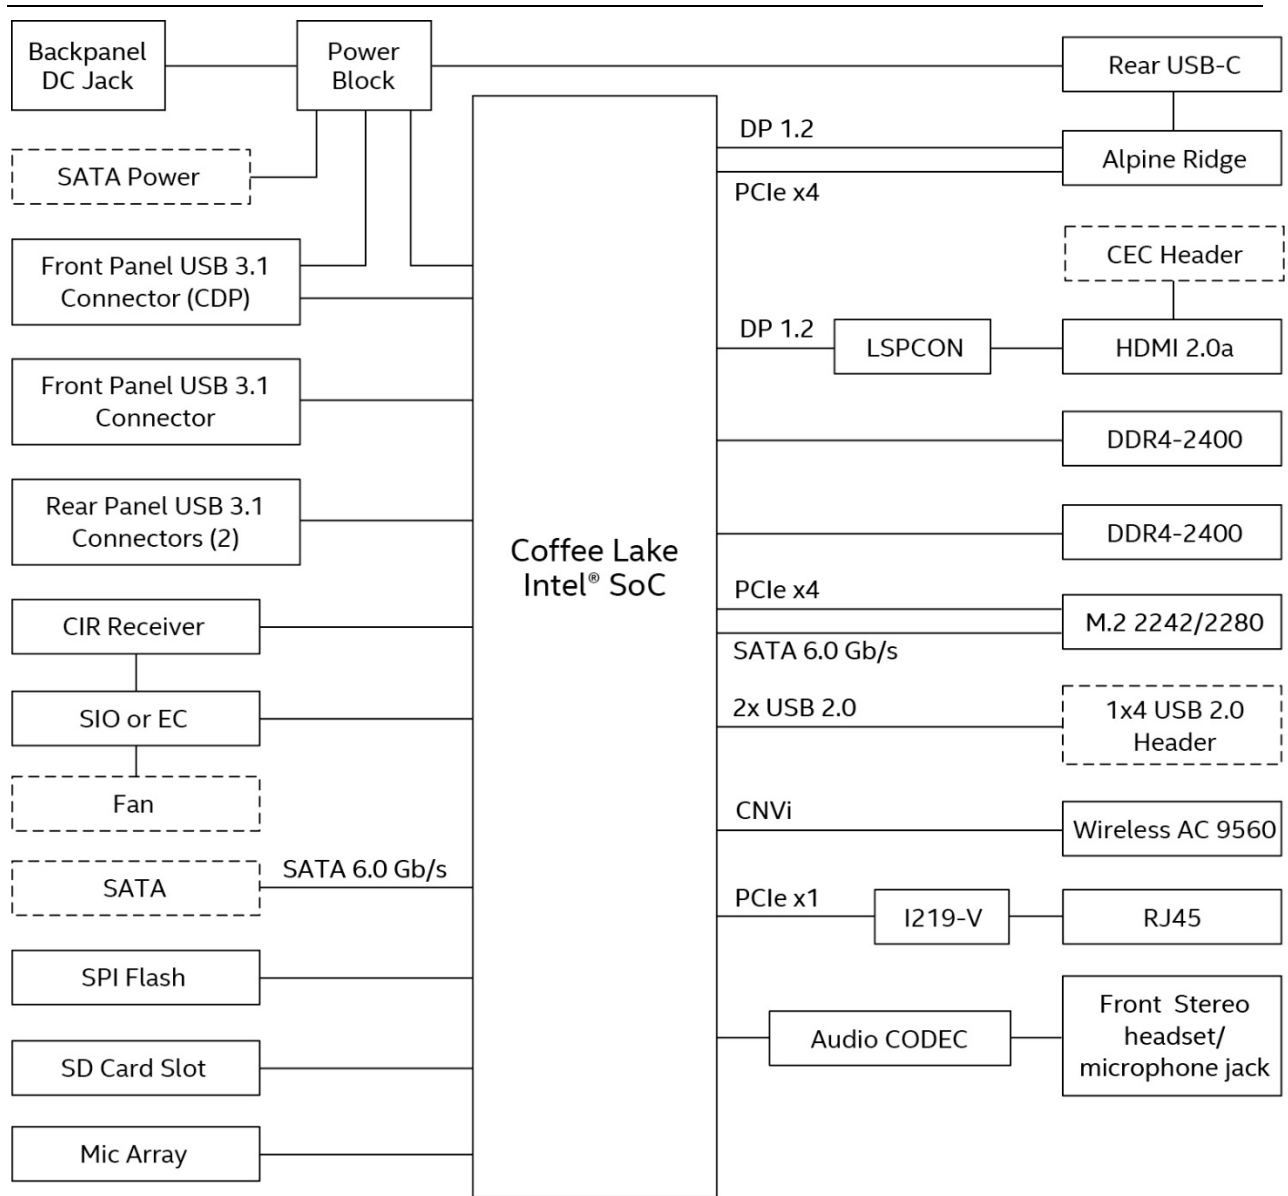 Backpanel
DC Jack
Power
Block
Rear USB-C
DP 1.2
Alpine Ridge
PCIe x4
SATA Power
Front Panel USB 3.1
Connector (CDP)
CEC Header
DP 1.2
LSPCON
HDMI 2.0a
Front Panel USB 3.1
Connector
DDR4-2400
Rear Panel USB 3.1
Connectors (2)
DDR4-2400
Coffee Lake
Intel® SoC
CIR Receiver
PCIe x4
M.2 2242/2280
SATA 6.0 Gb/s
SIO or EC
2x USB 2.0
1x4 USB 2.0
Header
Fan
CNVi
Wireless AC 9560
SATA
SATA 6.0 Gb/s
PCIe x1
I219-V
RJ45
SPI Flash
Audio CODEC
Front Stereo
headset/
microphone jack
SD Card Slot
Mic Array